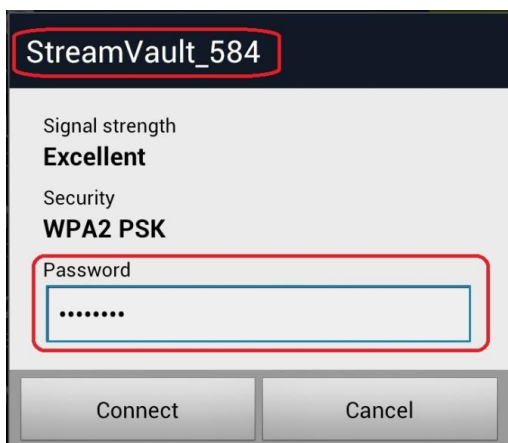 StreamVault_584
Signal strength
Excellent
Security
WPA2 PSK
Password
••••••••
Connect
Cancel